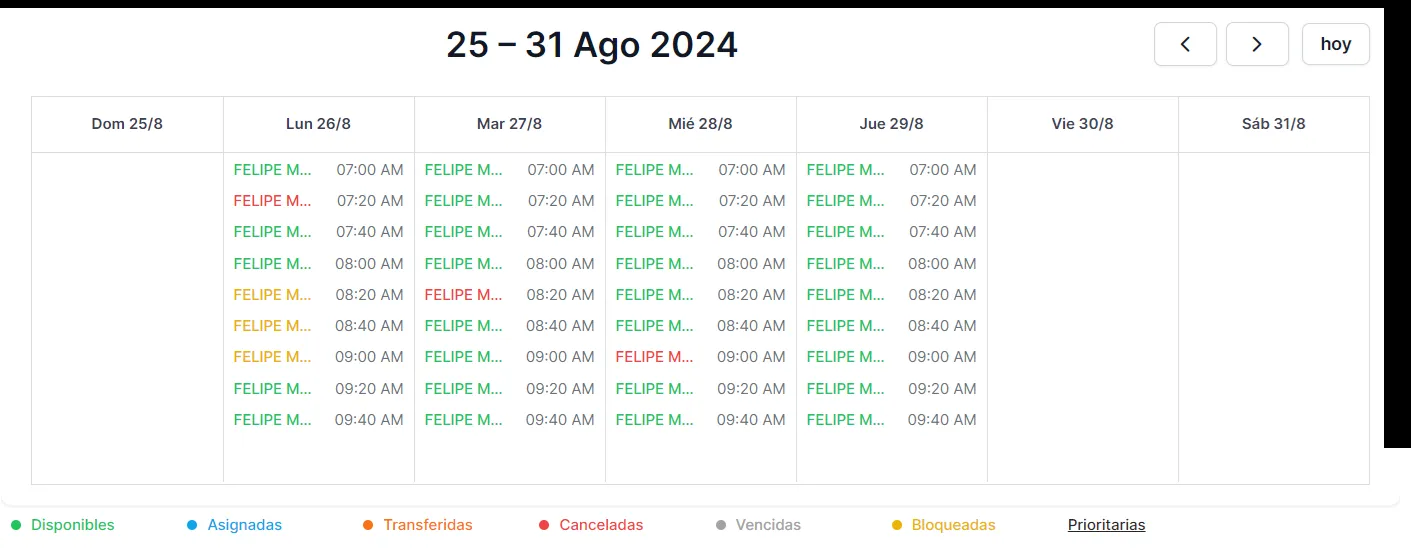 25 – 31 Ago 2024
hoy
Dom 25/8 Lun 26/8 Mar 27/8 Mié 28/8 Jue 29/8 Vie 30/8 Sáb 31/8
FELIPE M... 07:00 AM FELIPE M... 07:00 AM FELIPE M... 07:00 AM FELIPE M... 07:00 AM
FELIPE M... 07:20 AM FELIPE M... 07:20 AM FELIPE M... 07:20 AM FELIPE M... 07:20 AM
FELIPE M... 07:40 AM FELIPE M... 07:40 AM FELIPE M... 07:40 AM FELIPE M... 07:40 AM
FELIPE M... 08:00 AM FELIPE M... 08:00 AM FELIPE M... 08:00 AM FELIPE M... 08:00 AM
FELIPE M... 08:20 AM FELIPE M... 08:20 AM FELIPE M... 08:20 AM FELIPE M... 08:20 AM
FELIPE M... 08:40 AM FELIPE M... 08:40 AM FELIPE M... 08:40 AM FELIPE M... 08:40 AM
FELIPE M... 09:00 AM FELIPE M... 09:00 AM FELIPE M... 09:00 AM FELIPE M... 09:00 AM
FELIPE M... 09:20 AM FELIPE M... 09:20 AM FELIPE M... 09:20 AM FELIPE M... 09:20 AM
FELIPE M... 09:40 AM FELIPE M... 09:40 AM FELIPE M... 09:40 AM FELIPE M... 09:40 AM
Disponibles Asignadas Transferidas Canceladas Vencidas Bloqueadas Prioritarias